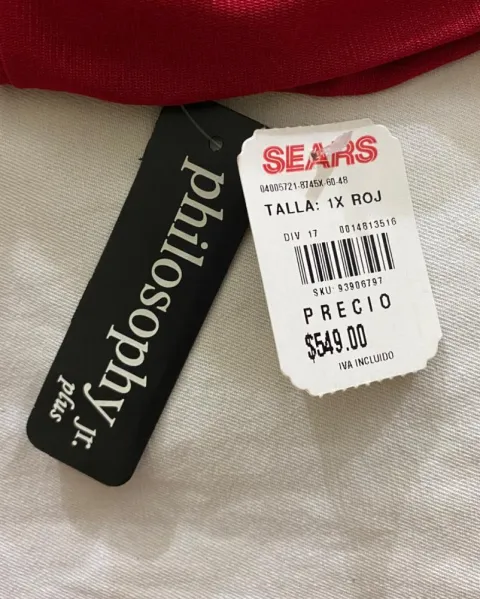 philosophy jr.
plus
SEARS
04005721-8745X-60-48
TALLA: 1X ROJ
DIV 17 0014813516
SKU: 93906797
PRECIO
$549.00
IVA INCLUIDO